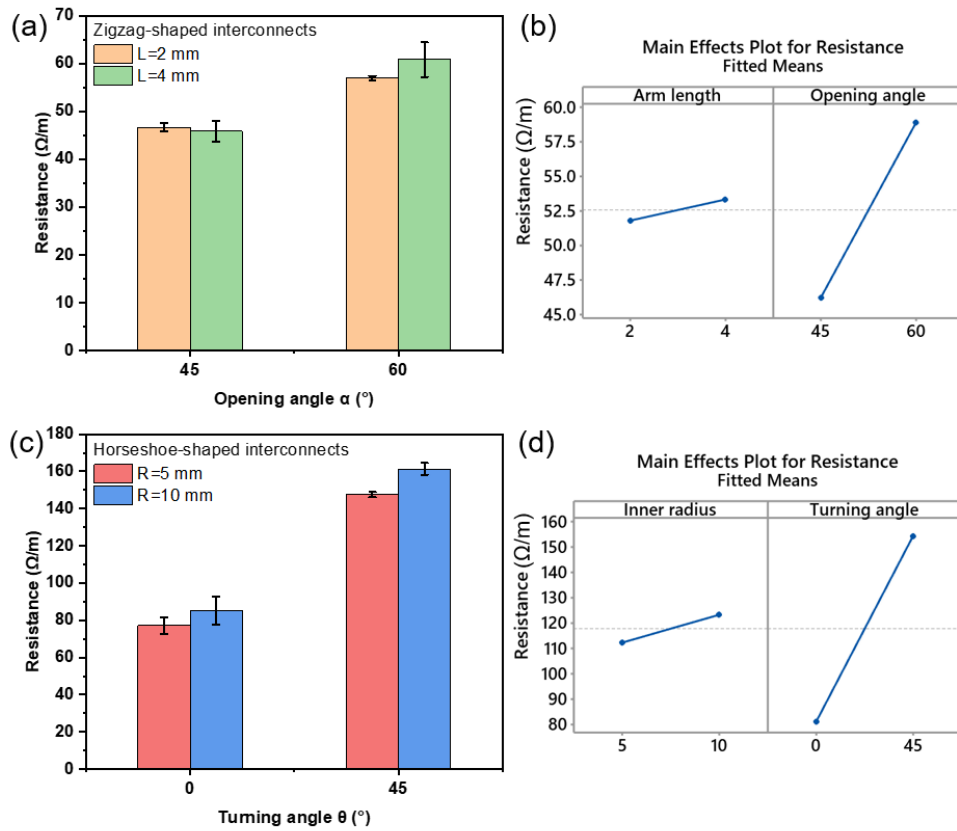 (a)
Zigzag-shaped interconnects
L=2 mm
L=4 mm
Resistance (Ω/m)
70
60
50
40
30
20
10
0
45
60
Opening angle α (°)
(b)
Main Effects Plot for Resistance
Fitted Means
Arm length
Opening angle
Resistance (Ω/m)
60.0
57.5
55.0
52.5
50.0
47.5
45.0
2
4
45
60
(c)
Horseshoe-shaped interconnects
R=5 mm
R=10 mm
Resistance (Ω/m)
180
160
140
120
100
80
60
40
20
0
0
45
Turning angle θ (°)
(d)
Main Effects Plot for Resistance
Fitted Means
Inner radius
Turning angle
Resistance (Ω/m)
160
150
140
130
120
110
100
90
80
5
10
0
45